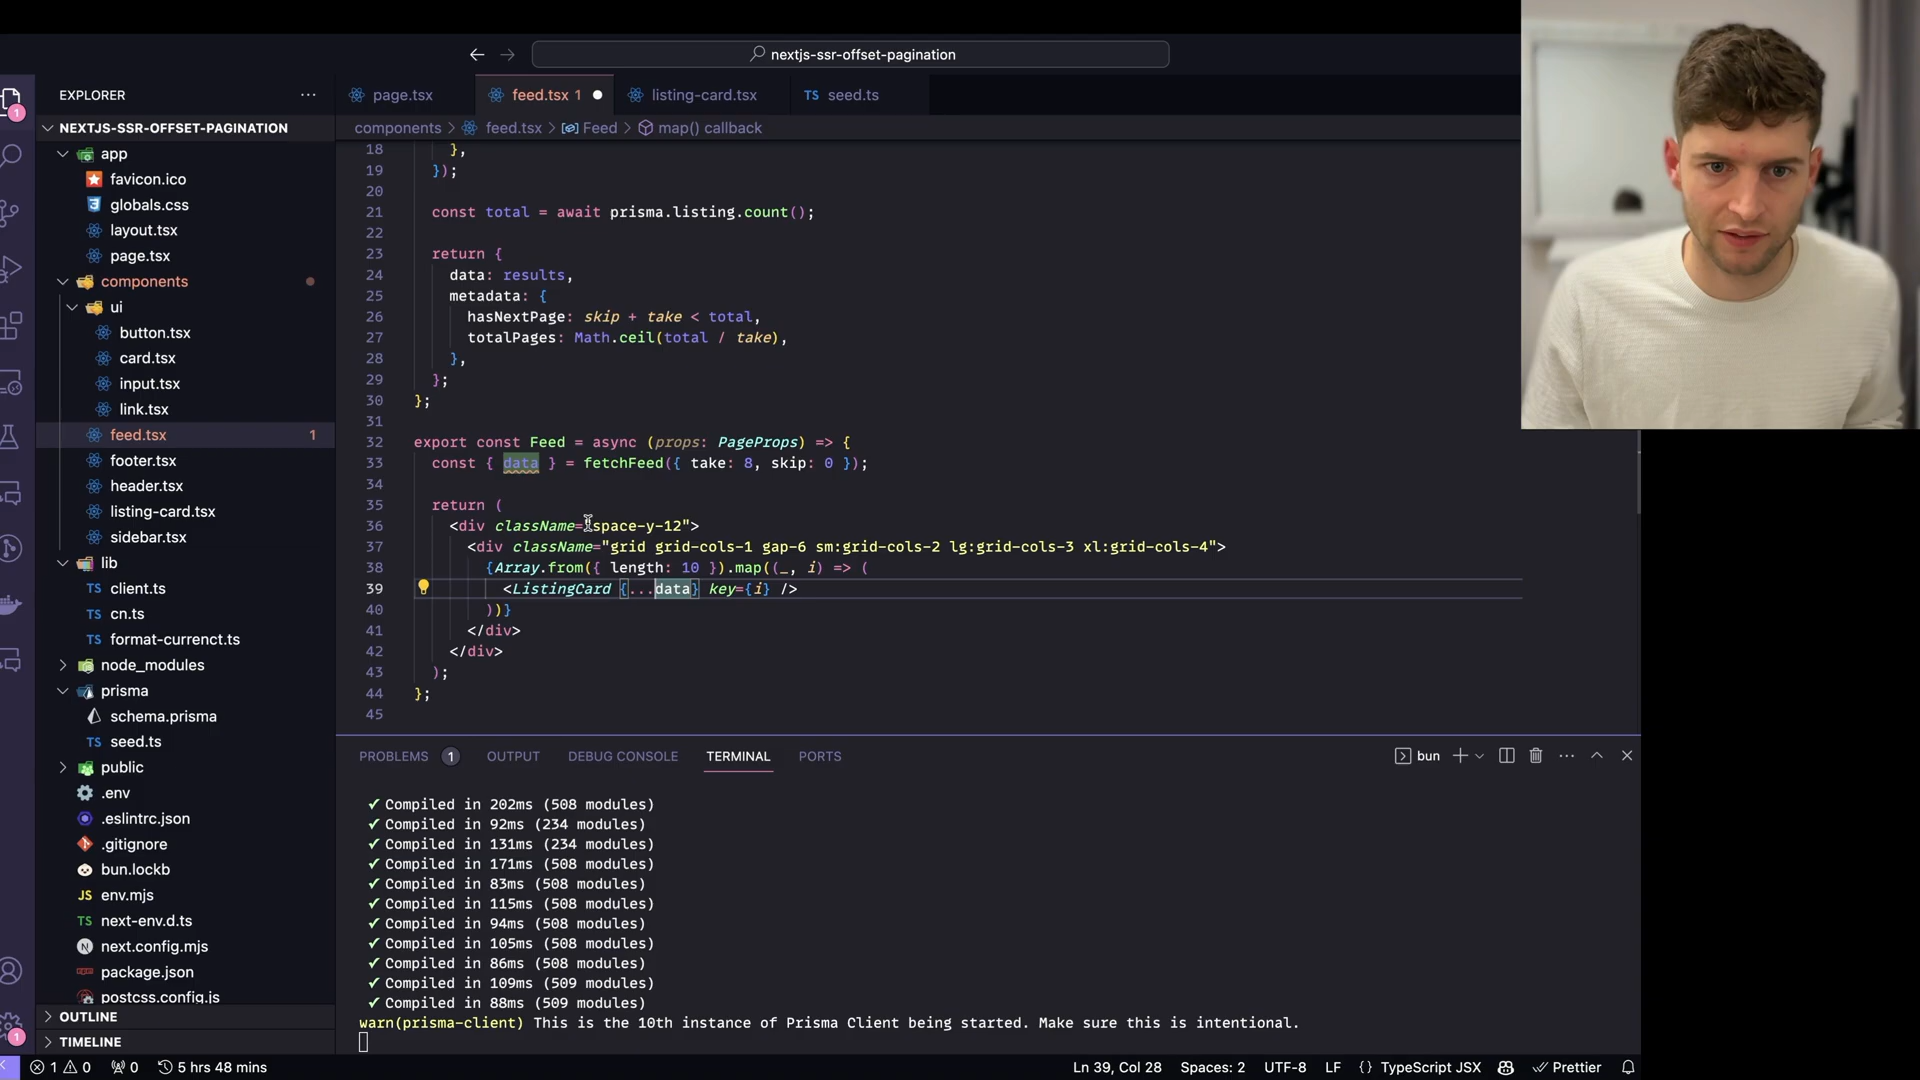 nextjs-ssr-offset-pagination
EXPLORER
page.tsx
feed.tsx 1
listing-card.tsx
TS seed.ts
1
NEXTJS-SSR-OFFSET-PAGINATION
components > feed.tsx > Feed > map() callback
app
favicon.ico
globals.css
layout.tsx
page.tsx
components
ui
button.tsx
card.tsx
input.tsx
link.tsx
feed.tsx 1
footer.tsx
header.tsx
listing-card.tsx
sidebar.tsx
lib
TS client.ts
TS cn.ts
TS format-currenct.ts
node_modules
prisma
schema.prisma
TS seed.ts
public
.env
.eslintrc.json
.gitignore
bun.lockb
JS env.mjs
TS next-env.d.ts
N next.config.mjs
package.json
postcss.config.js
OUTLINE
TIMELINE
1
18 },
19 });
20
21 const total = await prisma.listing.count();
22
23 return {
24 data: results,
25 metadata: {
26 hasNextPage: skip + take < total,
27 totalPages: Math.ceil(total / take),
28 },
29 };
30 };
31
32 export const Feed = async (props: PageProps) => {
33 const { data } = fetchFeed({ take: 8, skip: 0 });
34
35 return (
36 <div className="space-y-12">
37 <div className="grid grid-cols-1 gap-6 sm:grid-cols-2 lg:grid-cols-3 xl:grid-cols-4">
38 {Array.from({ length: 10 }).map((_, i) => (
39 <ListingCard {...data} key={i} />
40 ))}
41 </div>
42 </div>
43 );
44 };
45
PROBLEMS 1 OUTPUT DEBUG CONSOLE TERMINAL PORTS
bun
✓ Compiled in 202ms (508 modules)
✓ Compiled in 92ms (234 modules)
✓ Compiled in 131ms (234 modules)
✓ Compiled in 171ms (508 modules)
✓ Compiled in 83ms (508 modules)
✓ Compiled in 115ms (508 modules)
✓ Compiled in 94ms (508 modules)
✓ Compiled in 105ms (508 modules)
✓ Compiled in 86ms (508 modules)
✓ Compiled in 109ms (509 modules)
✓ Compiled in 88ms (509 modules)
warn(prisma-client) This is the 10th instance of Prisma Client being started. Make sure this is intentional.
1 0 0 5 hrs 48 mins
Ln 39, Col 28 Spaces: 2 UTF-8 LF {} TypeScript JSX Prettier